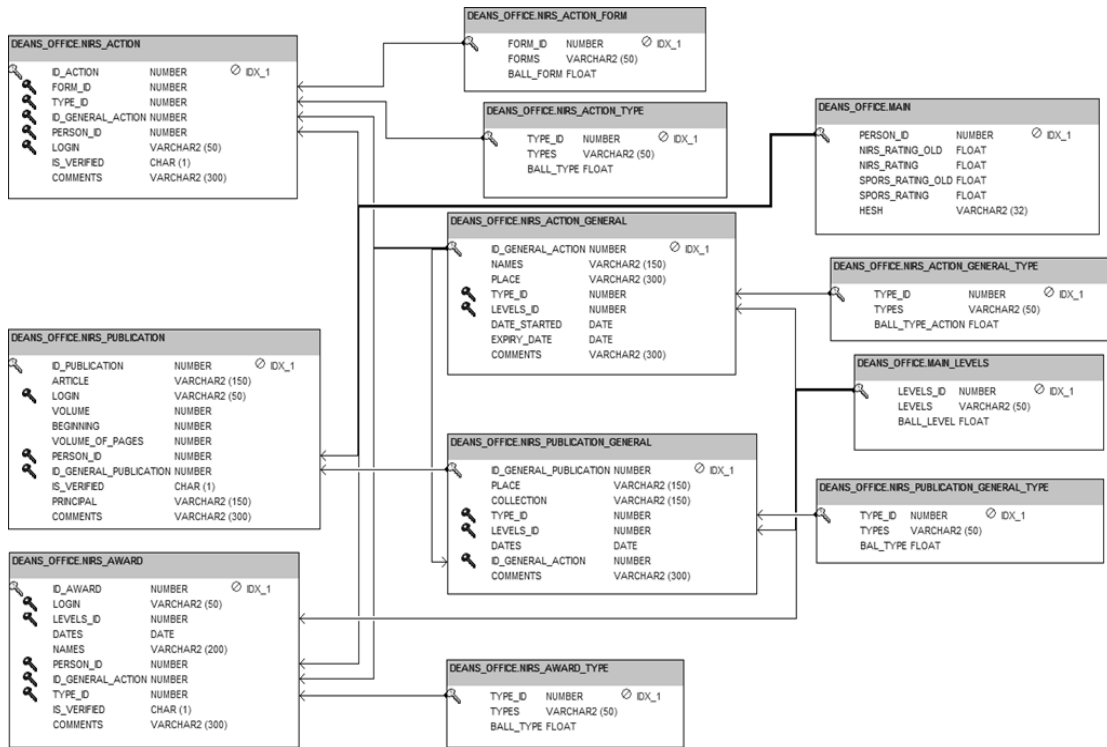 DEANS_OFFICE.NIRS_ACTION
ID_ACTION NUMBER IDX_1
FORM_ID NUMBER
TYPE_ID NUMBER
ID_GENERAL_ACTION NUMBER
PERSON_ID NUMBER
LOGIN VARCHAR2 (50)
IS_VERIFIED CHAR (1)
COMMENTS VARCHAR2 (300)
DEANS_OFFICE.NIRS_ACTION_FORM
FORM_ID NUMBER IDX_1
FORMS VARCHAR2 (50)
BALL_FORM FLOAT
DEANS_OFFICE.NIRS_ACTION_TYPE
TYPE_ID NUMBER IDX_1
TYPES VARCHAR2 (50)
BALL_TYPE FLOAT
DEANS_OFFICE.MAIN
PERSON_ID NUMBER IDX_1
NIRS_RATING_OLD FLOAT
NIRS_RATING FLOAT
SPORS_RATING_OLD FLOAT
SPORS_RATING FLOAT
HESH VARCHAR2 (32)
DEANS_OFFICE.NIRS_ACTION_GENERAL
ID_GENERAL_ACTION NUMBER IDX_1
NAMES VARCHAR2 (150)
PLACE VARCHAR2 (300)
TYPE_ID NUMBER
LEVELS_ID NUMBER
DATE_STARTED DATE
EXPIRY_DATE DATE
COMMENTS VARCHAR2 (300)
DEANS_OFFICE.NIRS_ACTION_GENERAL_TYPE
TYPE_ID NUMBER IDX_1
TYPES VARCHAR2 (50)
BALL_TYPE_ACTION FLOAT
DEANS_OFFICE.NIRS_PUBLICATION
ID_PUBLICATION NUMBER IDX_1
ARTICLE VARCHAR2 (150)
LOGIN VARCHAR2 (50)
VOLUME NUMBER
BEGINNING NUMBER
VOLUME_OF_PAGES NUMBER
PERSON_ID NUMBER
ID_GENERAL_PUBLICATION NUMBER
IS_VERIFIED CHAR (1)
PRINCIPAL VARCHAR2 (150)
COMMENTS VARCHAR2 (300)
DEANS_OFFICE.MAIN_LEVELS
LEVELS_ID NUMBER IDX_1
LEVELS VARCHAR2 (50)
BALL_LEVEL FLOAT
DEANS_OFFICE.NIRS_PUBLICATION_GENERAL
ID_GENERAL_PUBLICATION NUMBER IDX_1
PLACE VARCHAR2 (150)
COLLECTION VARCHAR2 (150)
TYPE_ID NUMBER
LEVELS_ID NUMBER
DATES DATE
ID_GENERAL_ACTION NUMBER
COMMENTS VARCHAR2 (300)
DEANS_OFFICE.NIRS_PUBLICATION_GENERAL_TYPE
TYPE_ID NUMBER IDX_1
TYPES VARCHAR2 (50)
BAL_TYPE FLOAT
DEANS_OFFICE.NIRS_AWARD
ID_AWARD NUMBER IDX_1
LOGIN VARCHAR2 (50)
LEVELS_ID NUMBER
DATES DATE
NAMES VARCHAR2 (200)
PERSON_ID NUMBER
ID_GENERAL_ACTION NUMBER
TYPE_ID NUMBER
IS_VERIFIED CHAR (1)
COMMENTS VARCHAR2 (300)
DEANS_OFFICE.NIRS_AWARD_TYPE
TYPE_ID NUMBER IDX_1
TYPES VARCHAR2 (50)
BALL_TYPE FLOAT